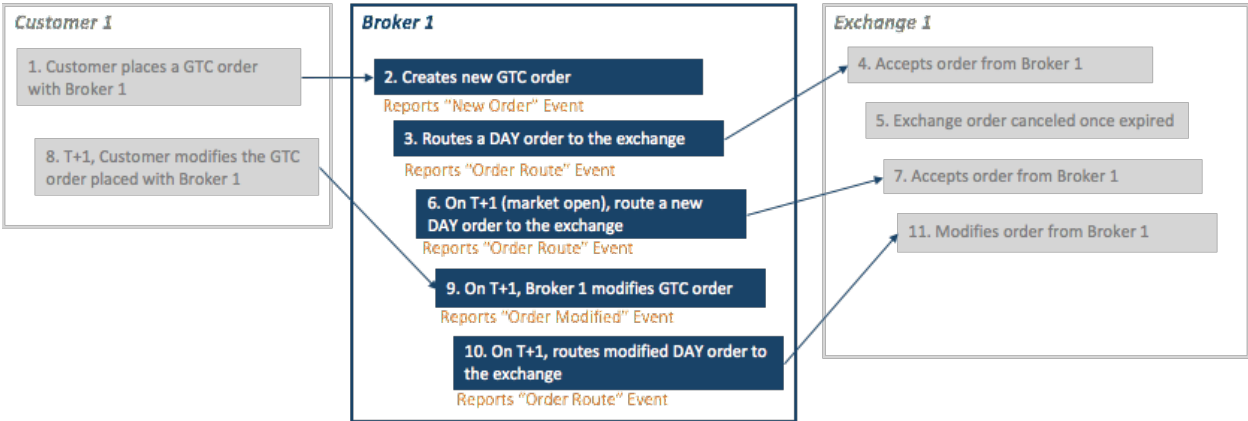 Customer 1
1. Customer places a GTC order
with Broker 1
8. T+1, Customer modifies the GTC
order placed with Broker 1
Broker 1
2. Creates new GTC order
Reports "New Order" Event
3. Routes a DAY order to the exchange
Reports "Order Route" Event
6. On T+1 (market open), route a new
DAY order to the exchange
Reports "Order Route" Event
9. On T+1, Broker 1 modifies GTC order
Reports "Order Modified" Event
10. On T+1, routes modified DAY order to
the exchange
Reports "Order Route" Event
Exchange 1
4. Accepts order from Broker 1
5. Exchange order canceled once expired
7. Accepts order from Broker 1
11. Modifies order from Broker 1